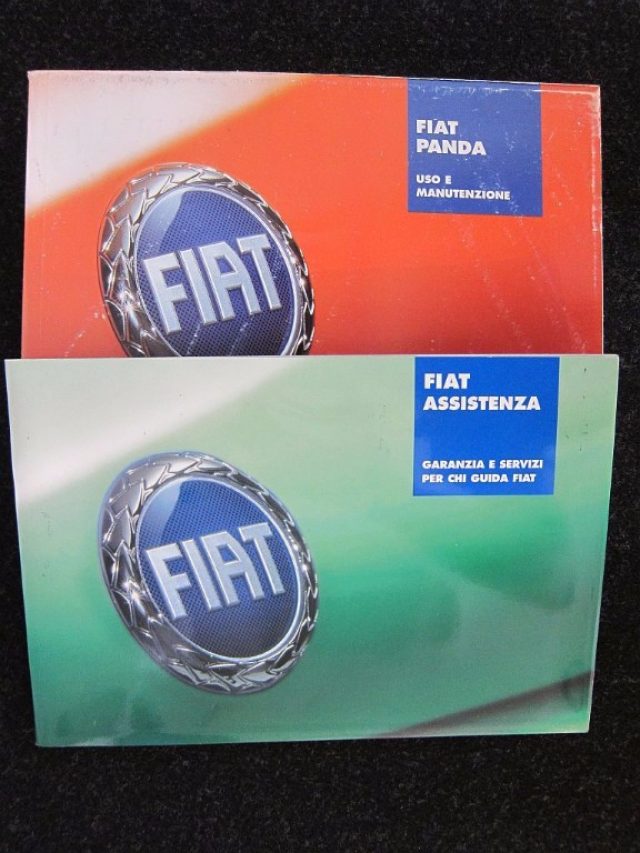 FIAT
PANDA
USO E
MANUTENZIONE
FIAT
FIAT
ASSISTENZA
GARANZIA E SERVIZI
PER CHI GUIDA FIAT
FIAT